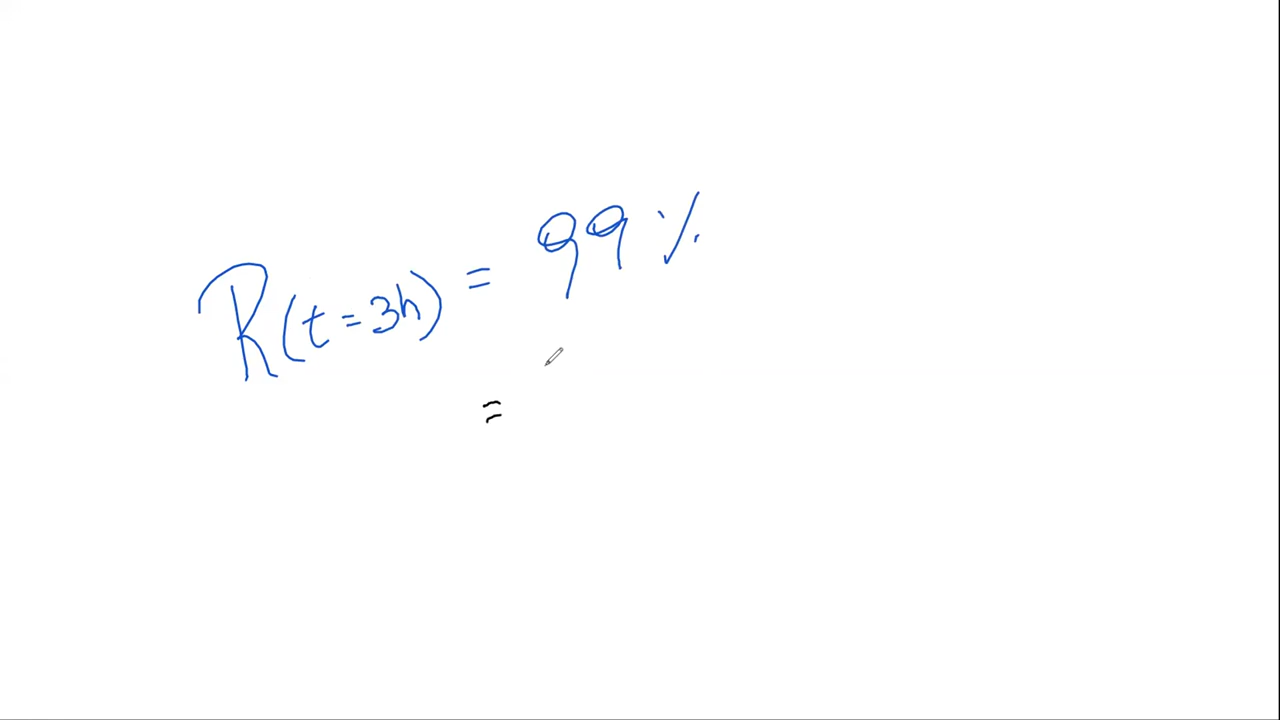 R(t=3h) = 99%
=